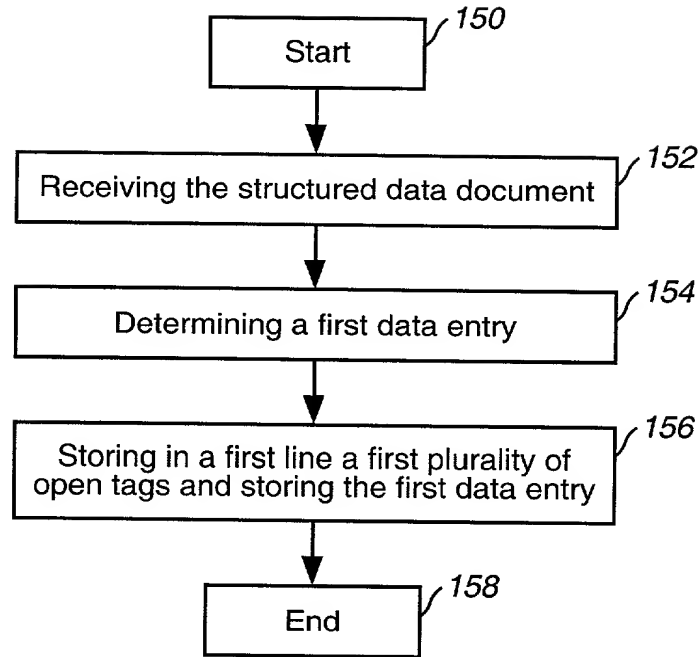 150
Start
152
Receiving the structured data document
154
Determining a first data entry
156
Storing in a first line a first plurality of
open tags and storing the first data entry
158
End